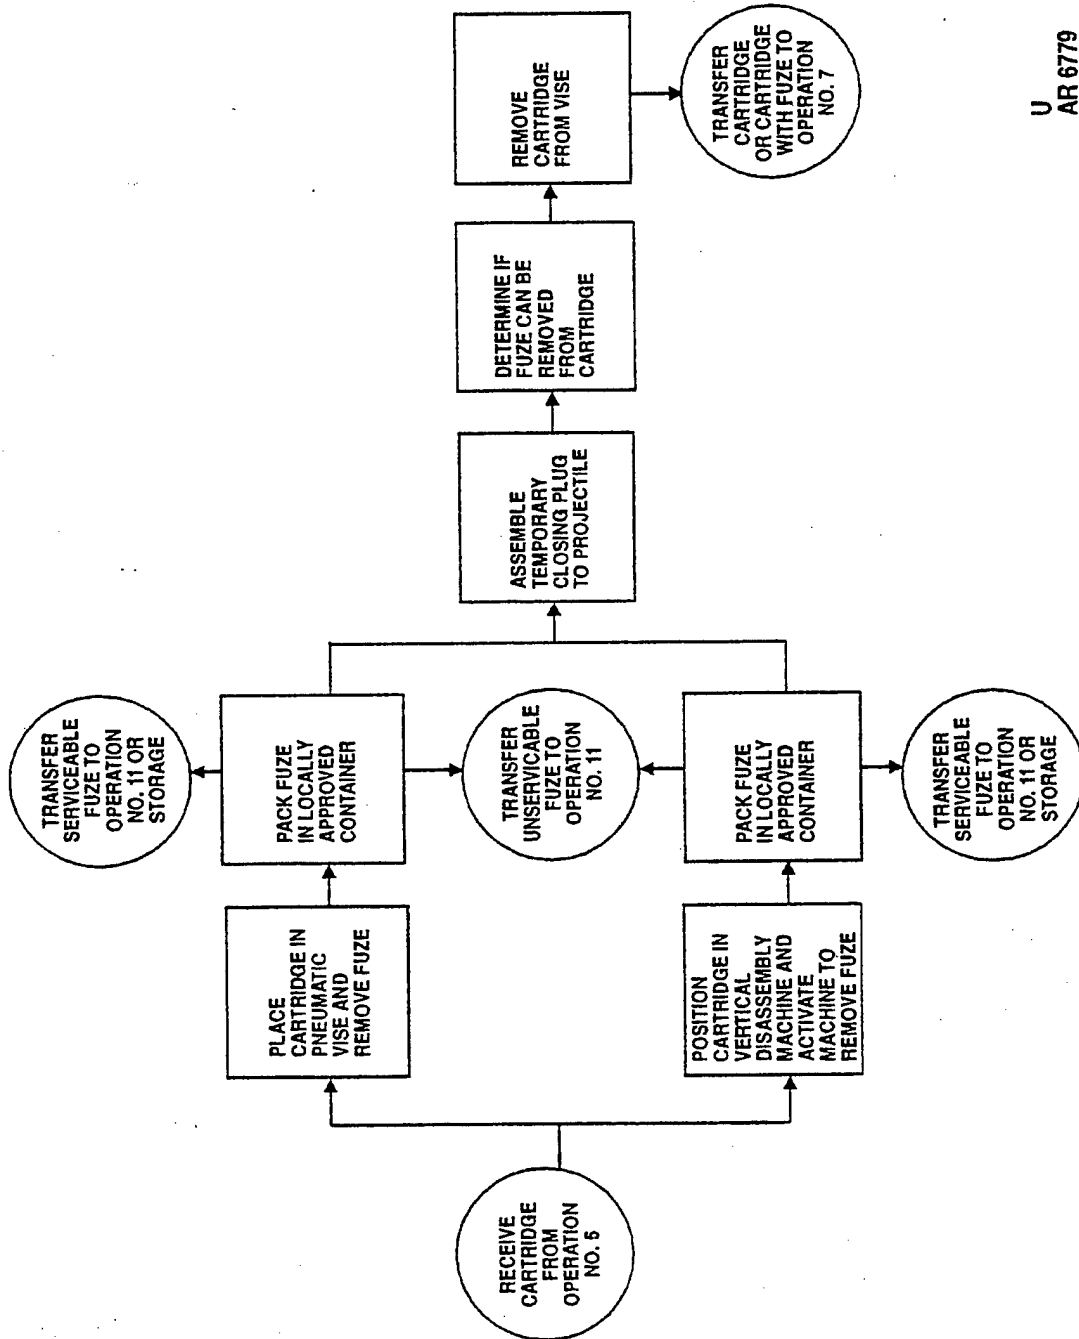 RECEIVE
CARTRIDGE
FROM
OPERATION
NO. 5
PLACE
CARTRIDGE IN
PNEUMATIC
VISE AND
REMOVE FUZE
POSITION
CARTRIDGE IN
VERTICAL
DISASSEMBLY
MACHINE AND
ACTIVATE
MACHINE TO
REMOVE FUZE
TRANSFER
SERVICEABLE
FUZE TO
OPERATION
NO. 11 OR
STORAGE
PACK FUZE
IN LOCALLY
APPROVED
CONTAINER
TRANSFER
UNSERVICABLE
FUZE TO
OPERATION
NO. 11
PACK FUZE
IN LOCALLY
APPROVED
CONTAINER
TRANSFER
SERVICEABLE
FUZE TO
OPERATION
NO. 11 OR
STORAGE
ASSEMBLE
TEMPORARY
CLOSING PLUG
TO PROJECTILE
DETERMINE IF
FUZE CAN BE
REMOVED
FROM
CARTRIDGE
REMOVE
CARTRIDGE
FROM VISE
TRANSFER
CARTRIDGE
OR CARTRIDGE
WITH FUZE TO
OPERATION
NO. 7
U
AR 6779